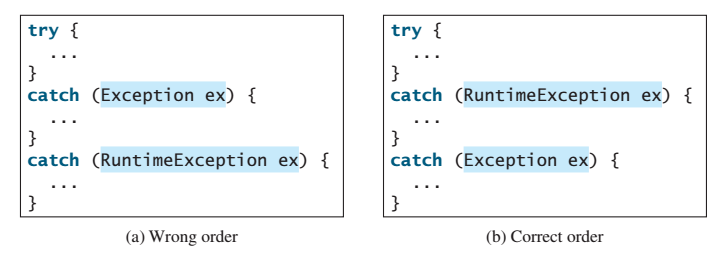 try {
...
}
catch (Exception ex) {
...
}
catch (RuntimeException ex) {
...
}
(a) Wrong order
try {
...
}
catch (RuntimeException ex) {
...
}
catch (Exception ex) {
...
}
(b) Correct order